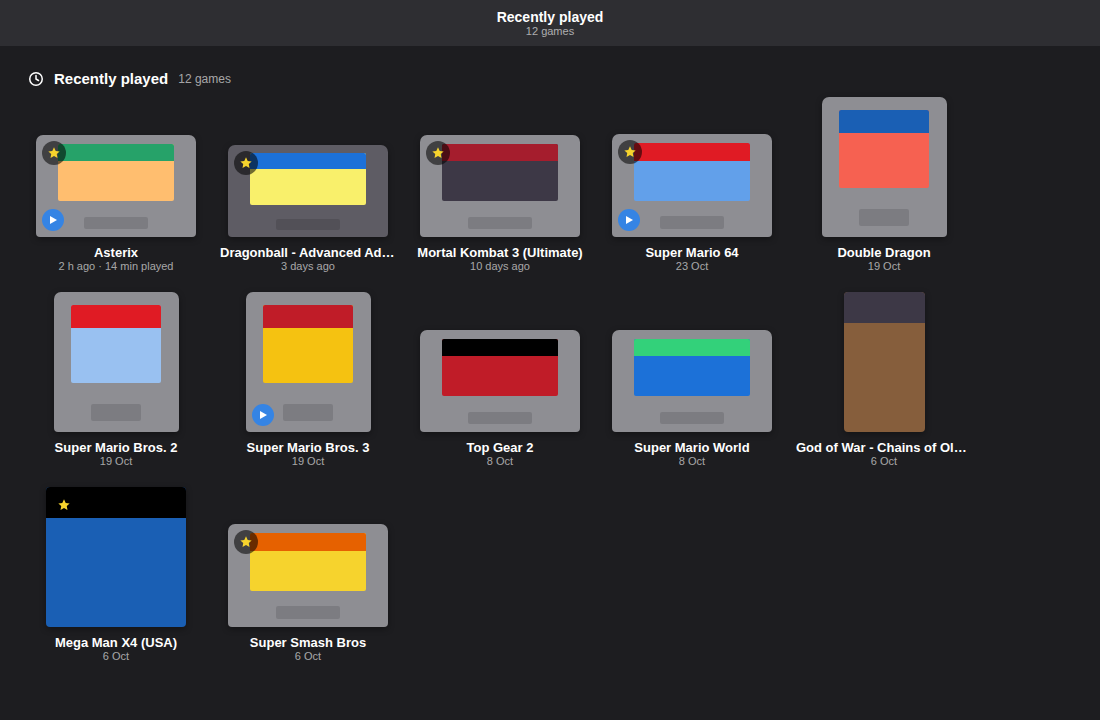 Recently played
12 games
Recently played 12 games
Asterix
2 h ago · 14 min played
Dragonball - Advanced Ad…
3 days ago
Mortal Kombat 3 (Ultimate)
10 days ago
Super Mario 64
23 Oct
Double Dragon
19 Oct
Super Mario Bros. 2
19 Oct
Super Mario Bros. 3
19 Oct
Top Gear 2
8 Oct
Super Mario World
8 Oct
God of War - Chains of Ol…
6 Oct
Mega Man X4 (USA)
6 Oct
Super Smash Bros
6 Oct